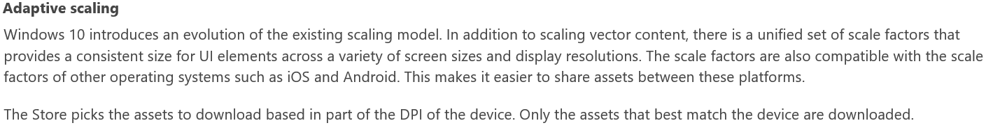 Adaptive scaling
Windows 10 introduces an evolution of the existing scaling model. In addition to scaling vector content, there is a unified set of scale factors that
provides a consistent size for UI elements across a variety of screen sizes and display resolutions. The scale factors are also compatible with the scale
factors of other operating systems such as iOS and Android. This makes it easier to share assets between these platforms.
The Store picks the assets to download based in part of the DPI of the device. Only the assets that best match the device are downloaded.